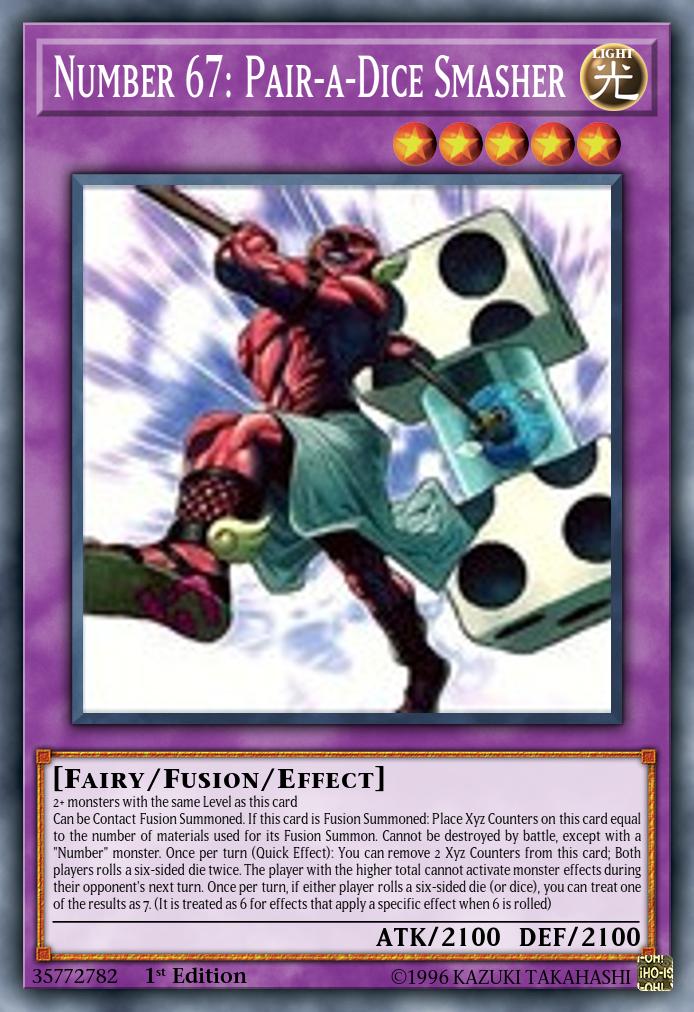 NUMBER 67: PAIR-A-DICE SMASHER
LIGHT
光
[FAIRY/FUSION/EFFECT]
2+ monsters with the same Level as this card
Can be Contact Fusion Summoned. If this card is Fusion Summoned: Place Xyz Counters on this card equal
to the number of materials used for its Fusion Summon. Cannot be destroyed by battle, except with a
"Number" monster. Once per turn (Quick Effect): You can remove 2 Xyz Counters from this card; Both
players rolls a six-sided die twice. The player with the higher total cannot activate monster effects during
their opponent's next turn. Once per turn, if either player rolls a six-sided die (or dice), you can treat one
of the results as 7. (It is treated as 6 for effects that apply a specific effect when 6 is rolled)
ATK/2100 DEF/2100
35772782 1st Edition ©1996 KAZUKI TAKAHASHI